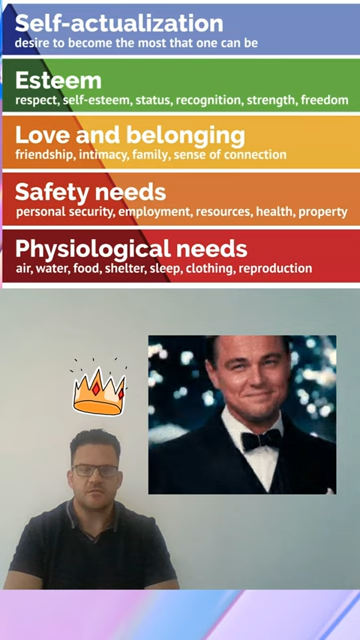 Self-actualization
desire to become the most that one can be
Esteem
respect, self-esteem, status, recognition, strength, freedom
Love and belonging
friendship, intimacy, family, sense of connection
Safety needs
personal security, employment, resources, health, property
Physiological needs
air, water, food, shelter, sleep, clothing, reproduction